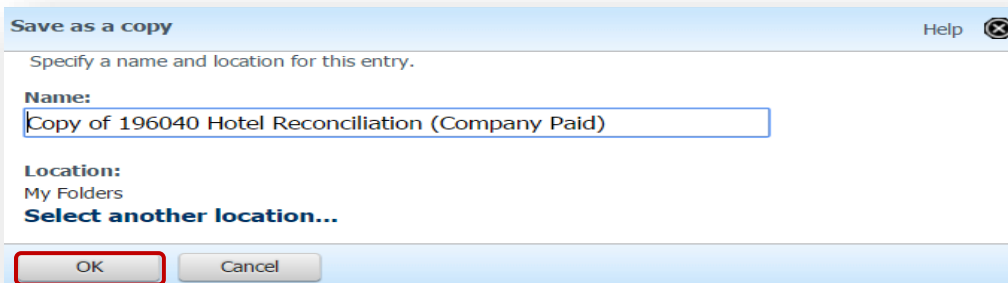 Save as a copy Help
Specify a name and location for this entry.
Name:
Copy of 196040 Hotel Reconciliation (Company Paid)
Location:
My Folders
Select another location...
OK Cancel